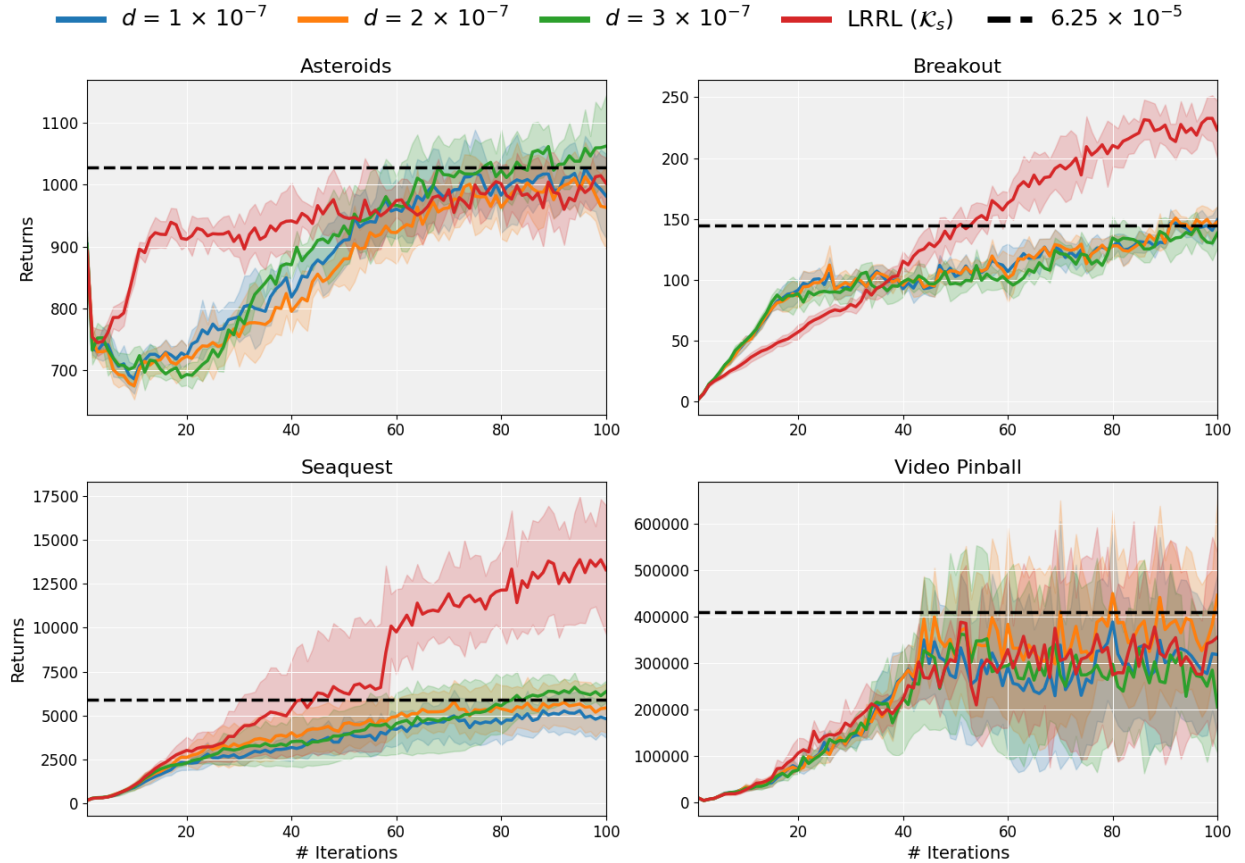 d = 1 × 10⁻⁷ d = 2 × 10⁻⁷ d = 3 × 10⁻⁷ LRRL (𝒦ₛ) 6.25 × 10⁻⁵
Asteroids
1100
1000
900
800
700
Returns
20 40 60 80 100
Breakout
250
200
150
100
50
0
20 40 60 80 100
Seaquest
17500
15000
12500
10000
7500
5000
2500
0
Returns
20 40 60 80 100
# Iterations
Video Pinball
600000
500000
400000
300000
200000
100000
0
20 40 60 80 100
# Iterations